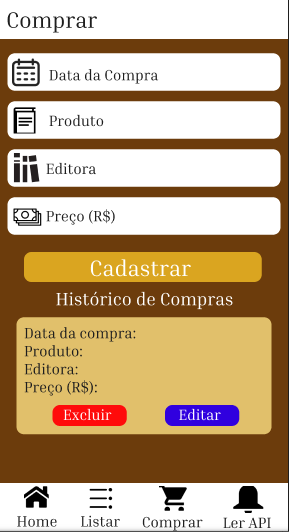 Comprar
Data da Compra
Produto
Editora
Preço (R$)
Cadastrar
Histórico de Compras
Data da compra:
Produto:
Editora:
Preço (R$):
Excluir Editar
Home Listar Comprar Ler API